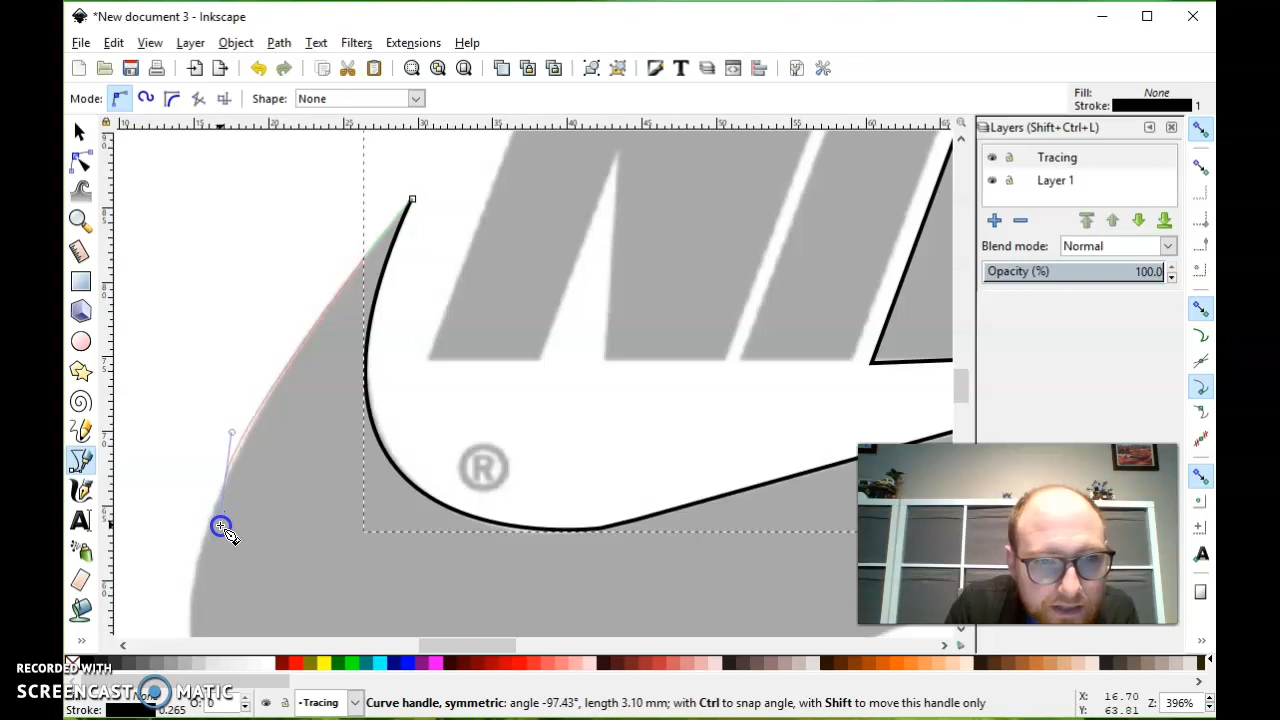 *New document 3 - Inkscape
File Edit View Layer Object Path Text Filters Extensions Help
Mode: Shape: None
Fill: None
Stroke: 1
Layers (Shift+Ctrl+L)
Tracing
Layer 1
Blend mode: Normal
Opacity (%) 100.0
®
RECORDED WITH
SCREENCAST MATIC
None
Stroke: 0.265 O: 0 -Tracing Curve handle, symmetric: angle -97.43°, length 3.10 mm; with Ctrl to snap angle, with Shift to move this handle only
X: 16.70
Y: 63.81
Z: 396%